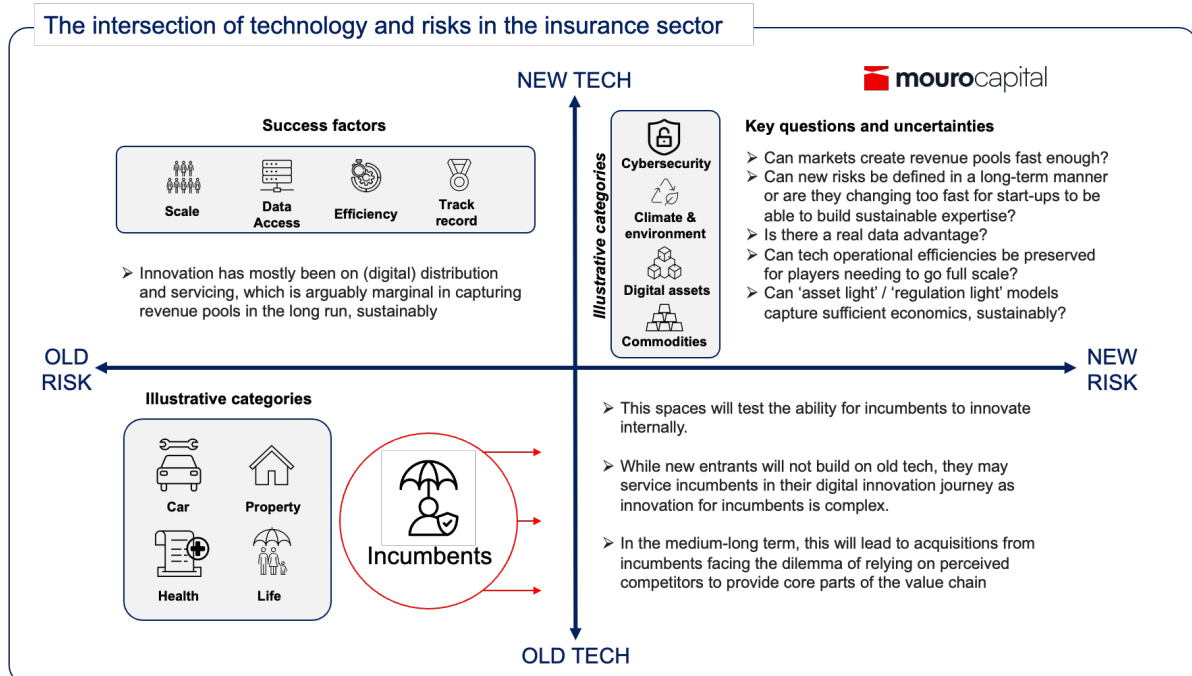 The intersection of technology and risks in the insurance sector
mourocapital
NEW TECH
Success factors
Scale
Data
Access
Efficiency
Track
record
➢ Innovation has mostly been on (digital) distribution
and servicing, which is arguably marginal in capturing
revenue pools in the long run, sustainably
Illustrative categories
Cybersecurity
Climate &
environment
Digital assets
Commodities
Key questions and uncertainties
➢ Can markets create revenue pools fast enough?
➢ Can new risks be defined in a long-term manner
or are they changing too fast for start-ups to be
able to build sustainable expertise?
➢ Is there a real data advantage?
➢ Can tech operational efficiencies be preserved
for players needing to go full scale?
➢ Can ‘asset light’ / ‘regulation light’ models
capture sufficient economics, sustainably?
OLD
RISK
NEW
RISK
Illustrative categories
Car
Property
Health
Life
Incumbents
➢ This spaces will test the ability for incumbents to innovate
internally.
➢ While new entrants will not build on old tech, they may
service incumbents in their digital innovation journey as
innovation for incumbents is complex.
➢ In the medium-long term, this will lead to acquisitions from
incumbents facing the dilemma of relying on perceived
competitors to provide core parts of the value chain
OLD TECH